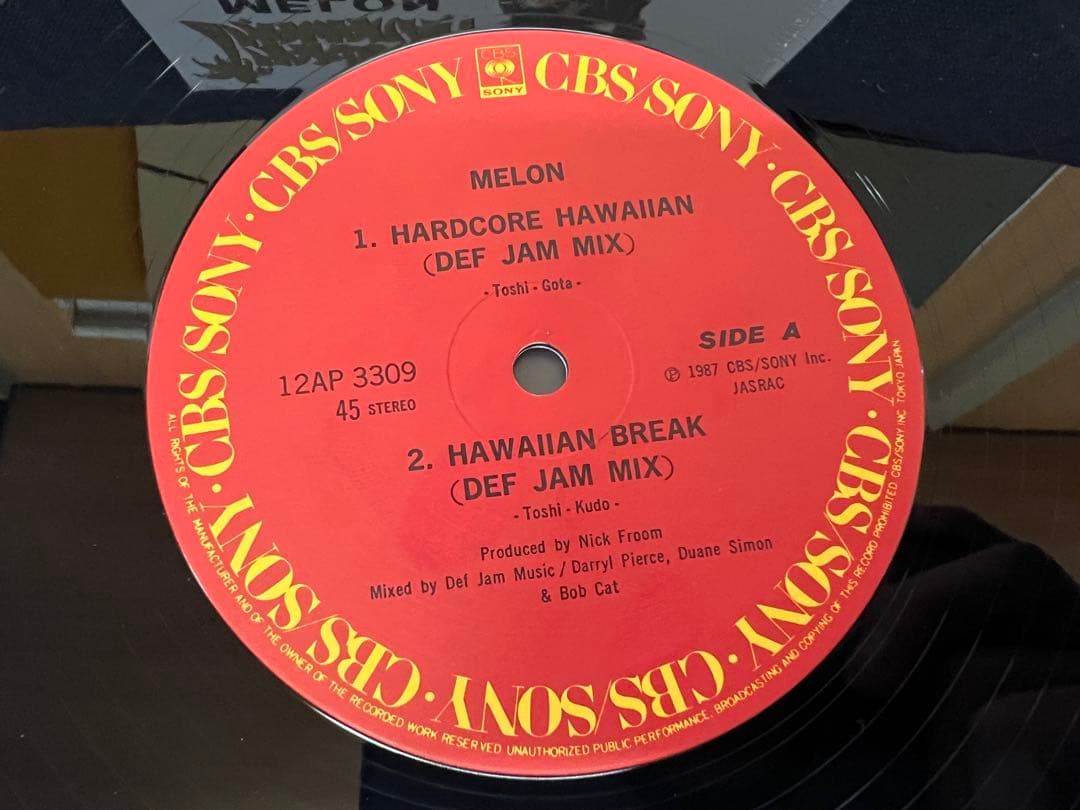 MELON
CBS
SONY
CBS/SONY · CBS/SONY · CBS/SONY · CBS/SONY · CBS/SONY · CBS/SONY · CBS/SONY · CBS/SONY
MELON
1. HARDCORE HAWAIIAN
(DEF JAM MIX)
- Toshi - Gota -
SIDE A
12AP 3309
45 STEREO
Ⓟ 1987 CBS/SONY Inc.
JASRAC
2. HAWAIIAN BREAK
(DEF JAM MIX)
- Toshi - Kudo -
Produced by Nick Froom
Mixed by Def Jam Music / Darryl Pierce, Duane Simon
& Bob Cat
ALL RIGHTS OF THE MANUFACTURER AND OF THE OWNER OF THE RECORDED WORK RESERVED UNAUTHORIZED PUBLIC PERFORMANCE. BROADCASTING AND COPYING OF THIS RECORD PROHIBITED CBS/SONY INC TOKYO JAPAN